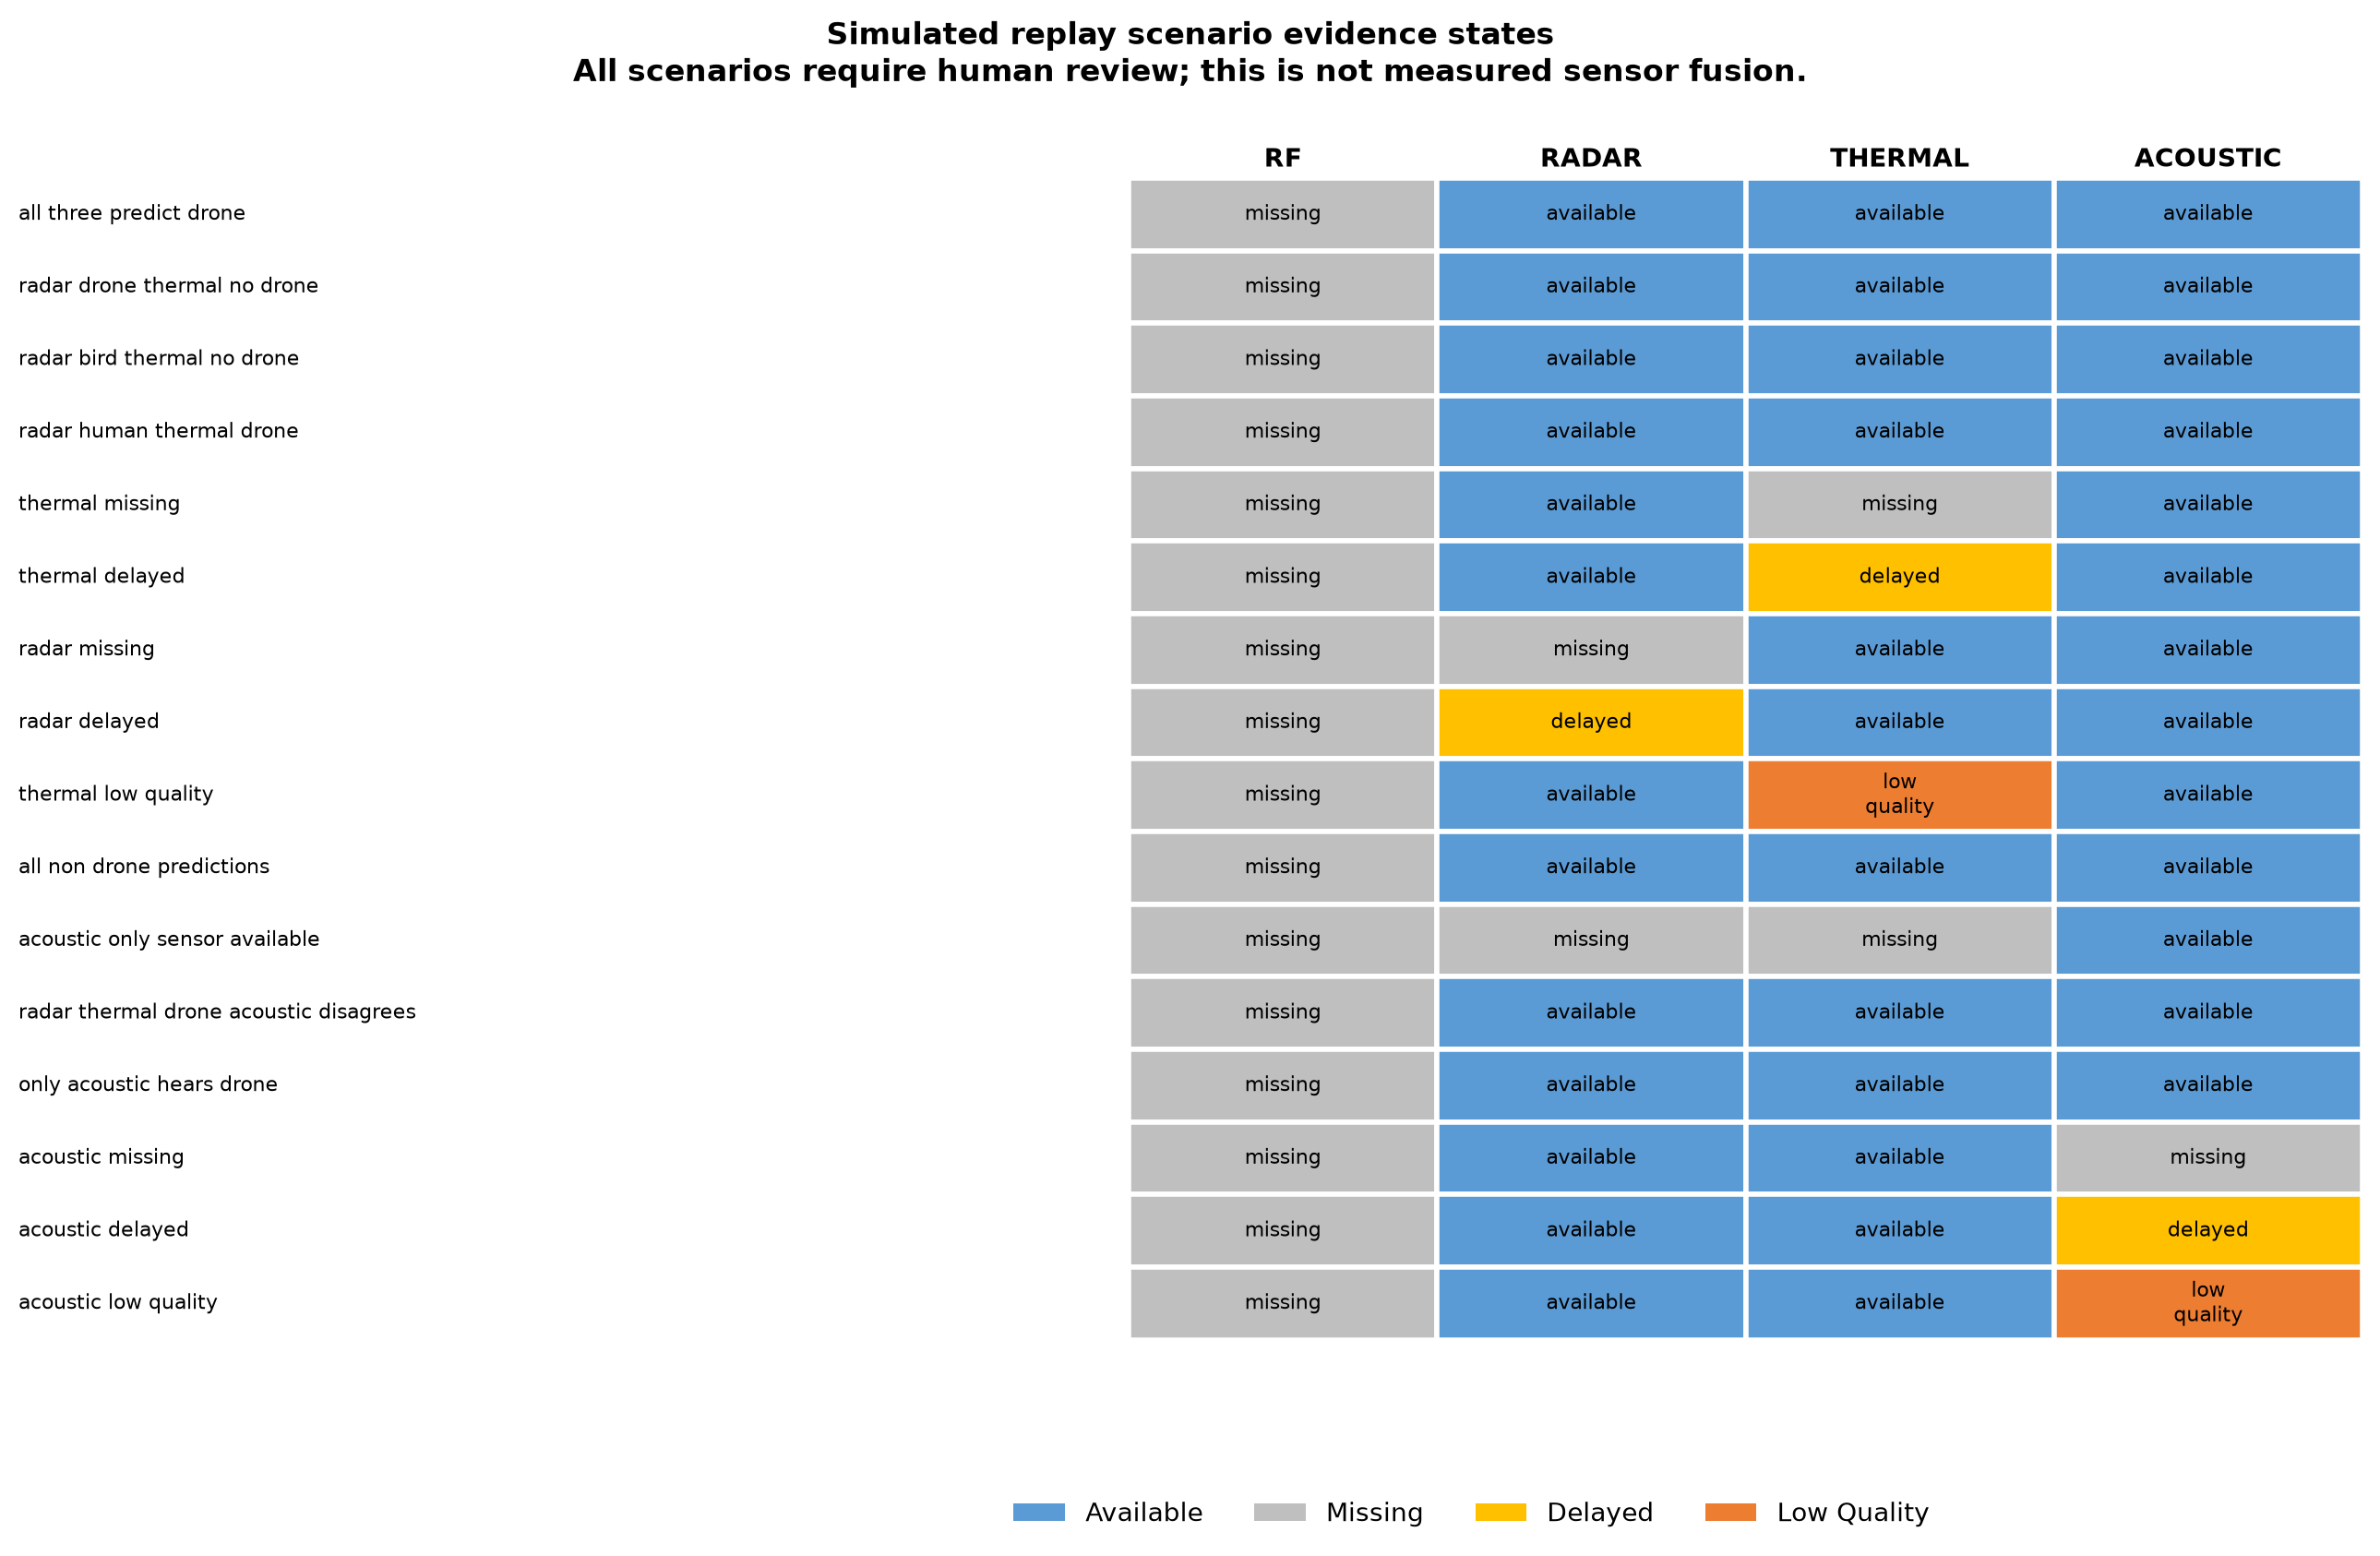 Simulated replay scenario evidence states
All scenarios require human review; this is not measured sensor fusion.
RF RADAR THERMAL ACOUSTIC
all three predict drone missing available available available
radar drone thermal no drone missing available available available
radar bird thermal no drone missing available available available
radar human thermal drone missing available available available
thermal missing missing available missing available
thermal delayed missing available delayed available
radar missing missing missing available available
radar delayed missing delayed available available
thermal low quality missing available low quality available
all non drone predictions missing available available available
acoustic only sensor available missing missing missing available
radar thermal drone acoustic disagrees missing available available available
only acoustic hears drone missing available available available
acoustic missing missing available available missing
acoustic delayed missing available available delayed
acoustic low quality missing available available low quality
Available Missing Delayed Low Quality